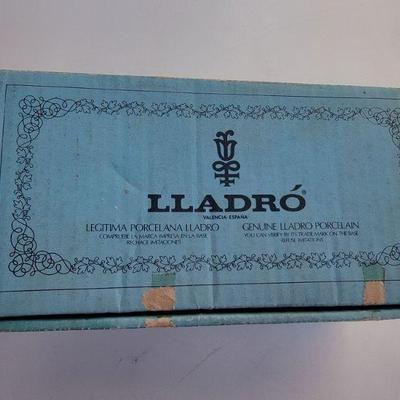 LLADRÓ®
VALENCIA-ESPAÑA
LEGITIMA PORCELANA LLADRO
COMPRUEBE LA MARCA IMPRESA EN LA BASE
RECHACE IMITACIONES
GENUINE LLADRO PORCELAIN
YOU CAN VERIFY BY ITS TRADEMARK ON THE BASE
REFUSE IMITATIONS